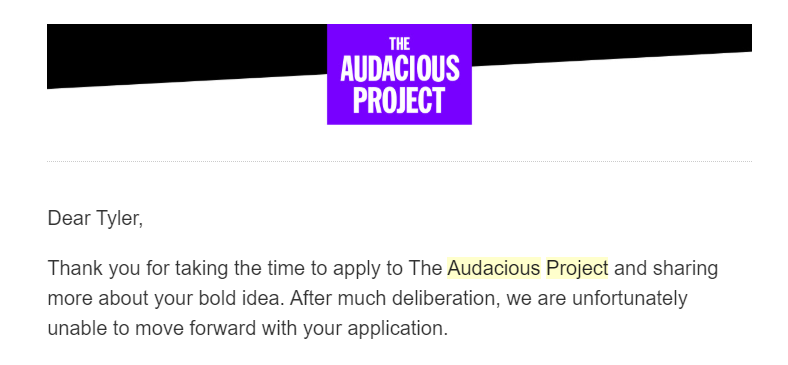 THE
AUDACIOUS
PROJECT
Dear Tyler,
Thank you for taking the time to apply to The Audacious Project and sharing
more about your bold idea. After much deliberation, we are unfortunately
unable to move forward with your application.